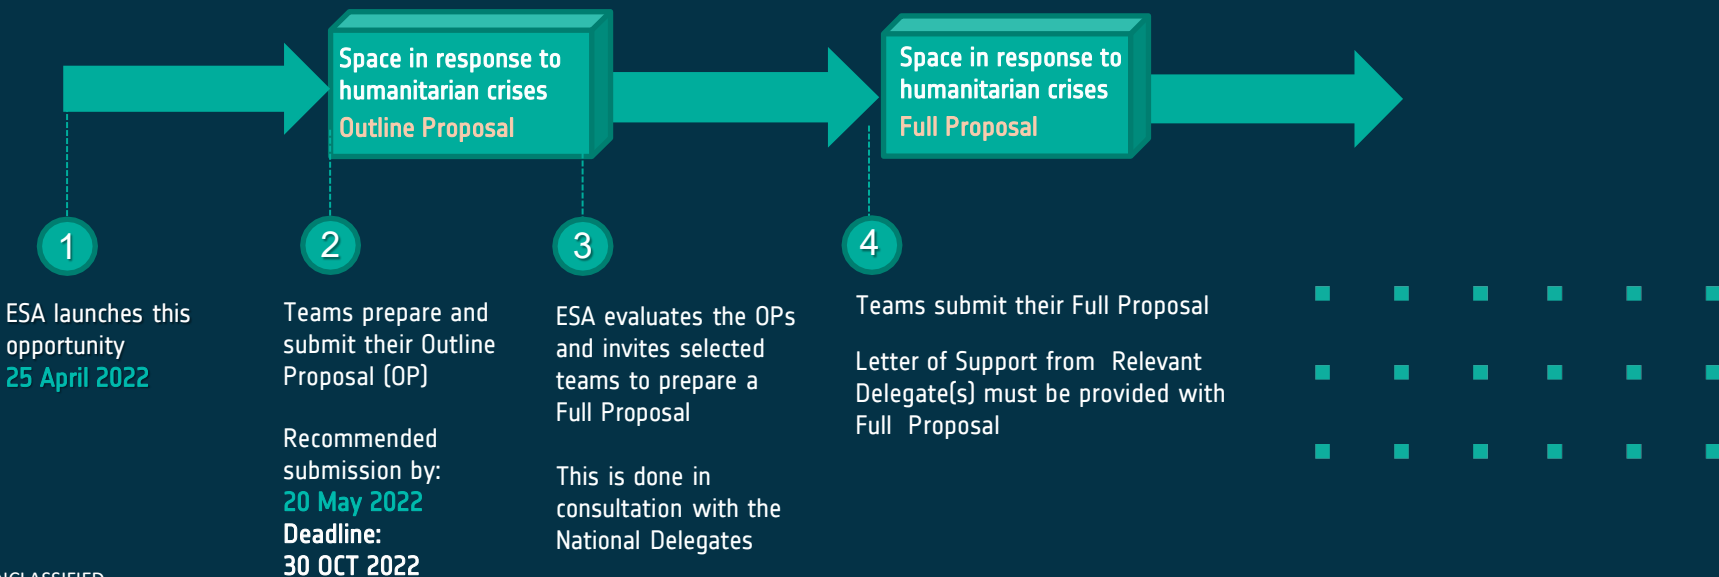 Space in response to
humanitarian crises
Outline Proposal
Space in response to
humanitarian crises
Full Proposal
1
2
3
4
ESA launches this
opportunity
25 April 2022
Teams prepare and
submit their Outline
Proposal (OP)
Recommended
submission by:
20 May 2022
Deadline:
30 OCT 2022
ESA evaluates the OPs
and invites selected
teams to prepare a
Full Proposal
This is done in
consultation with the
National Delegates
Teams submit their Full Proposal
Letter of Support from Relevant
Delegate(s) must be provided with
Full Proposal